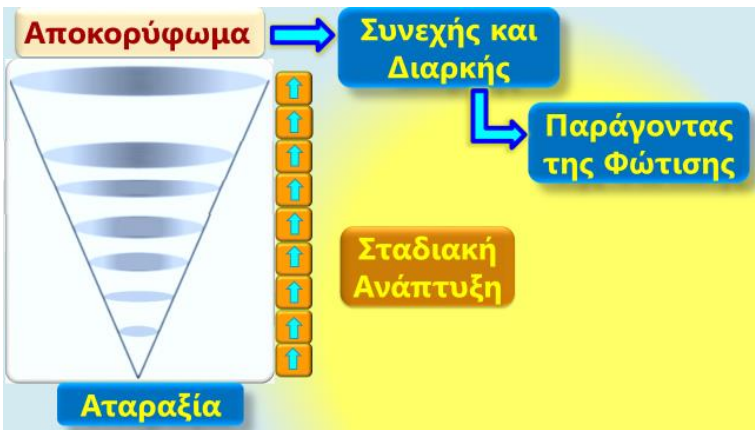 Αποκορύφωμα
Συνεχής και
Διαρκής
Παράγοντας
της Φώτισης
Σταδιακή
Ανάπτυξη
Αταραξία